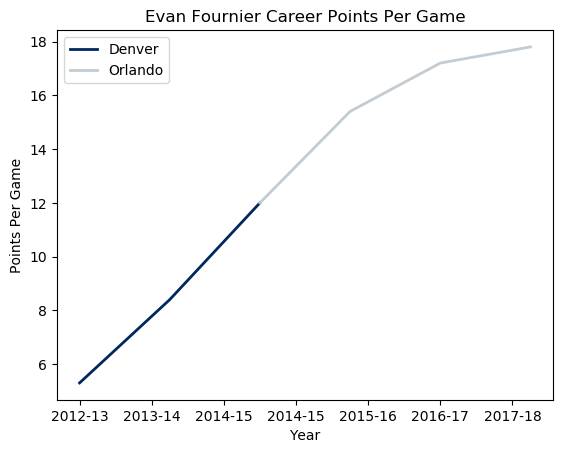 Evan Fournier Career Points Per Game
Denver
Orlando
18
16
14
12
10
8
6
Points Per Game
2012-13 2013-14 2014-15 2014-15 2015-16 2016-17 2017-18
Year